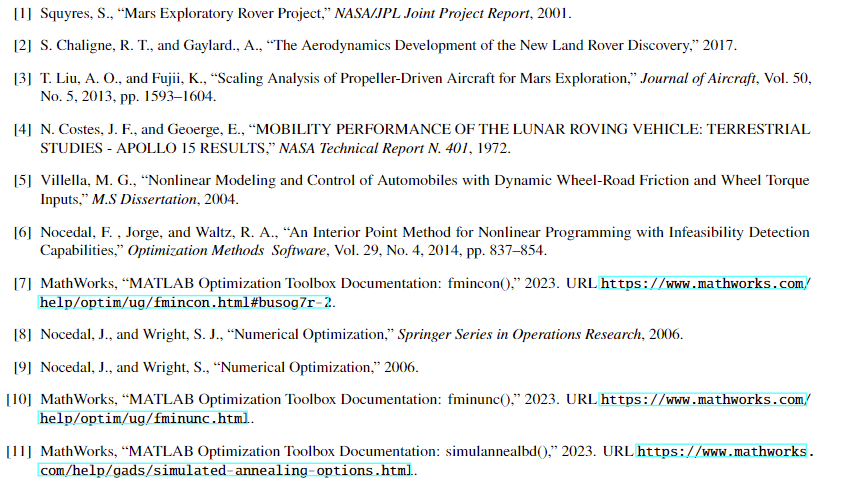 [1] Squyres, S., “Mars Exploratory Rover Project,” NASA/JPL Joint Project Report, 2001.
[2] S. Chaligne, R. T., and Gaylard., A., “The Aerodynamics Development of the New Land Rover Discovery,” 2017.
[3] T. Liu, A. O., and Fujii, K., “Scaling Analysis of Propeller-Driven Aircraft for Mars Exploration,” Journal of Aircraft, Vol. 50,
No. 5, 2013, pp. 1593–1604.
[4] N. Costes, J. F., and Geoerge, E., “MOBILITY PERFORMANCE OF THE LUNAR ROVING VEHICLE: TERRESTRIAL
STUDIES - APOLLO 15 RESULTS,” NASA Technical Report N. 401, 1972.
[5] Villella, M. G., “Nonlinear Modeling and Control of Automobiles with Dynamic Wheel-Road Friction and Wheel Torque
Inputs,” M.S Dissertation, 2004.
[6] Nocedal, F. , Jorge, and Waltz, R. A., “An Interior Point Method for Nonlinear Programming with Infeasibility Detection
Capabilities,” Optimization Methods Software, Vol. 29, No. 4, 2014, pp. 837–854.
[7] MathWorks, “MATLAB Optimization Toolbox Documentation: fmincon(),” 2023. URL https://www.mathworks.com/
help/optim/ug/fmincon.html#busog7r-2.
[8] Nocedal, J., and Wright, S. J., “Numerical Optimization,” Springer Series in Operations Research, 2006.
[9] Nocedal, J., and Wright, S., “Numerical Optimization,” 2006.
[10] MathWorks, “MATLAB Optimization Toolbox Documentation: fminunc(),” 2023. URL https://www.mathworks.com/
help/optim/ug/fminunc.html..
[11] MathWorks, “MATLAB Optimization Toolbox Documentation: simulannealbd(),” 2023. URL https://www.mathworks.
com/help/gads/simulated-annealing-options.html..